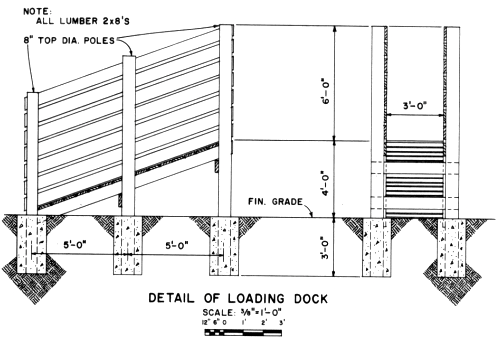 NOTE:
ALL LUMBER 2x8'S
8" TOP DIA. POLES
6'-0"
3'-0"
4'-0"
FIN. GRADE
5'-0"
5'-0"
3'-0"
DETAIL OF LOADING DOCK
SCALE: 3/8"=1'-0"
12" 6" 0 1' 2' 3'